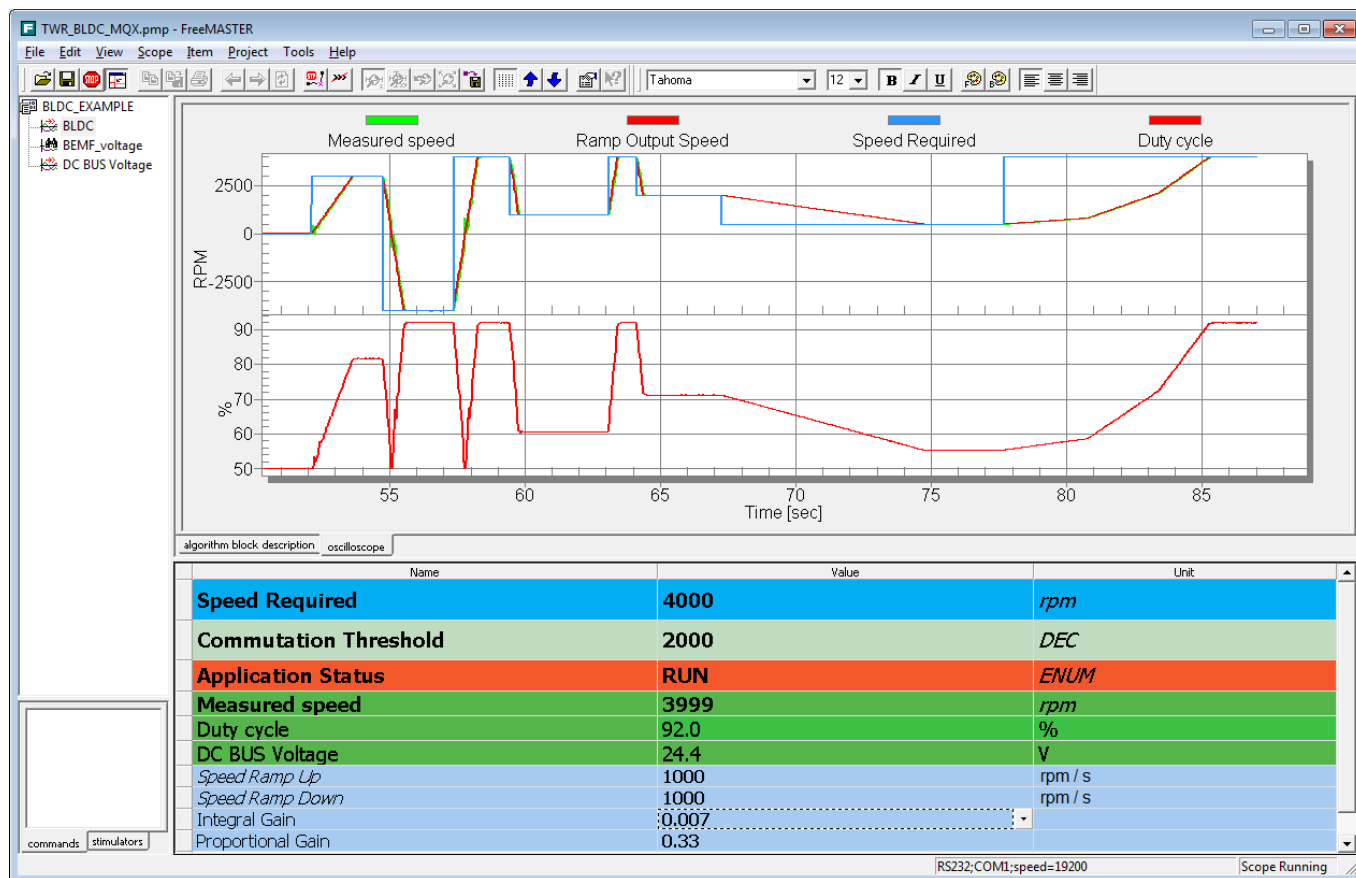 TWR_BLDC_MQX.pmp - FreeMASTER
File Edit View Scope Item Project Tools Help
STOP Tahoma 12 B I U
BLDC_EXAMPLE
BLDC
BEMF_voltage
DC BUS Voltage
Measured speed Ramp Output Speed Speed Required Duty cycle
2500
0
-2500
RPM
90
80
70
60
50
%
55 60 65 70 75 80 85
Time [sec]
algorithm block description oscilloscope
Name Value Unit
Speed Required 4000 rpm
Commutation Threshold 2000 DEC
Application Status RUN ENUM
Measured speed 3999 rpm
Duty cycle 92.0 %
DC BUS Voltage 24.4 V
Speed Ramp Up 1000 rpm / s
Speed Ramp Down 1000 rpm / s
Integral Gain 0.007
Proportional Gain 0.33
commands stimulators
RS232;COM1;speed=19200 Scope Running